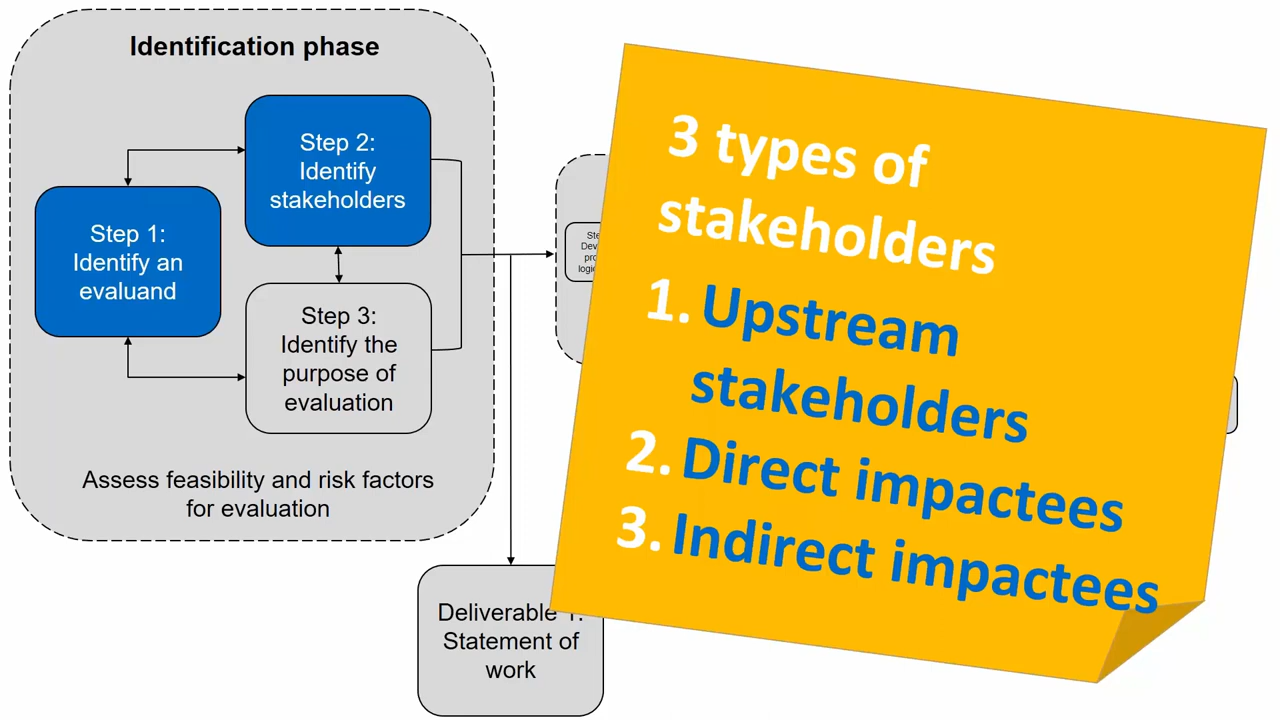 Identification phase
Step 1:
Identify an
evaluand
Step 2:
Identify
stakeholders
Step 3:
Identify the
purpose of
evaluation
Assess feasibility and risk factors
for evaluation
Deliverable 1:
Statement of
work
3 types of
stakeholders
1. Upstream
stakeholders
2. Direct impactees
3. Indirect impactees